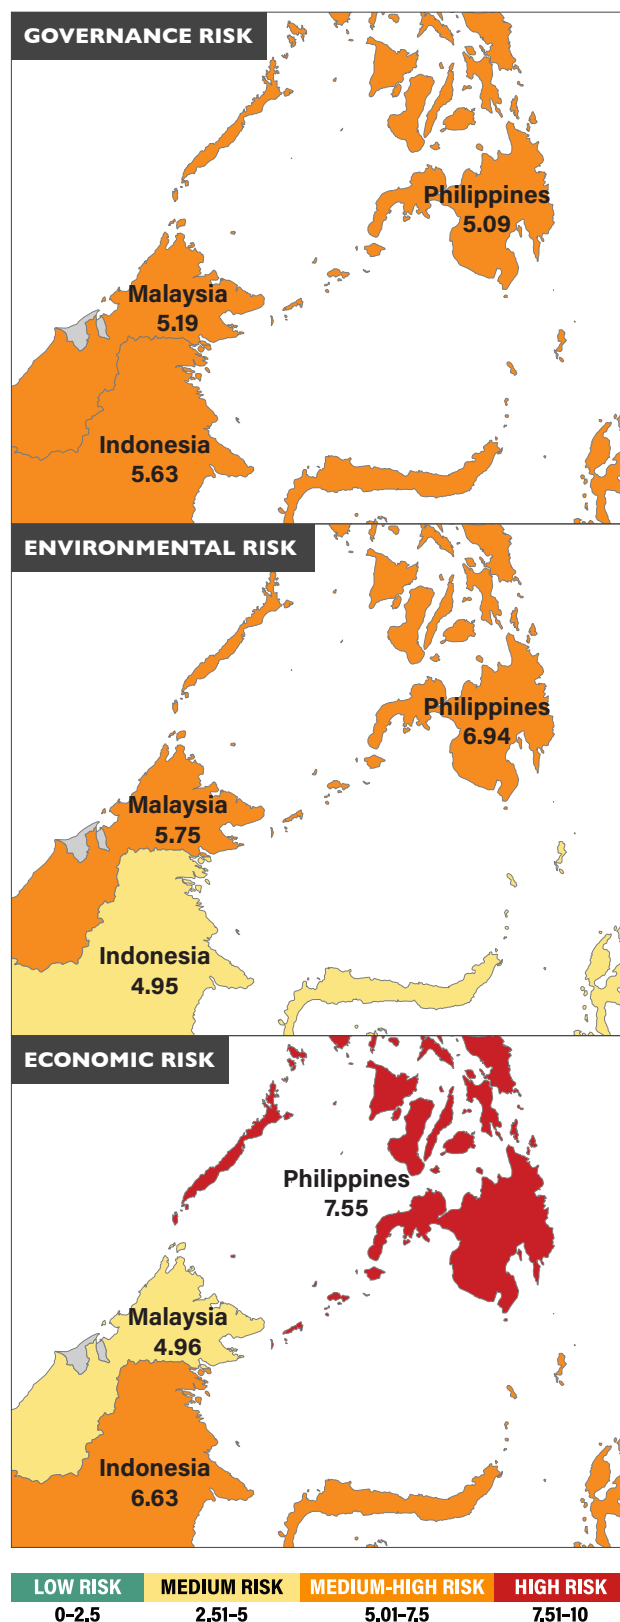 GOVERNANCE RISK
Philippines
5.09
Malaysia
5.19
Indonesia
5.63
ENVIRONMENTAL RISK
Philippines
6.94
Malaysia
5.75
Indonesia
4.95
ECONOMIC RISK
Philippines
7.55
Malaysia
4.96
Indonesia
6.63
LOW RISK MEDIUM RISK MEDIUM-HIGH RISK HIGH RISK
0–2.5 2.51–5 5.01–7.5 7.51–10